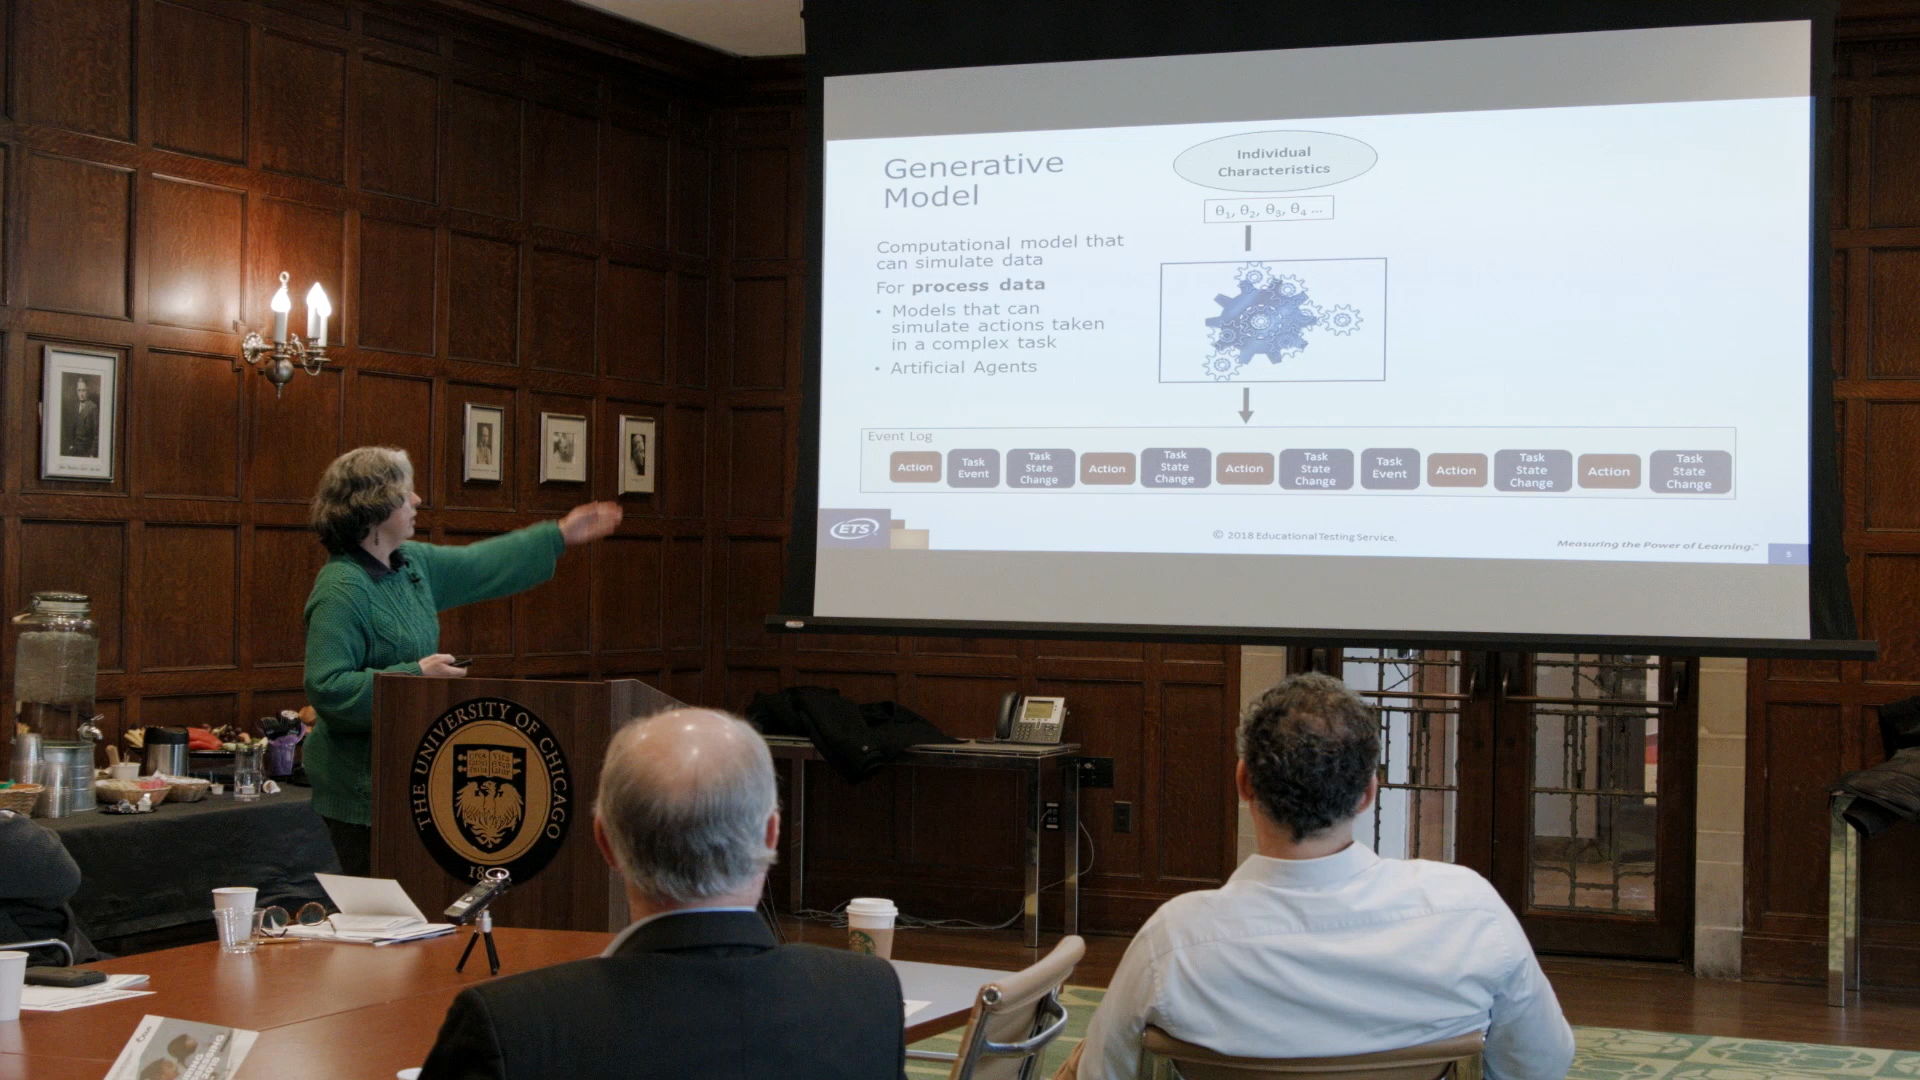 Generative
Model
Computational model that
can simulate data
For process data
• Models that can
simulate actions taken
in a complex task
• Artificial Agents
Individual
Characteristics
θ1, θ2, θ3, θ4 ...
Event Log
Action
Task
Event
Task
State
Change
Action
Task
State
Change
Action
Task
State
Change
Task
Event
Action
Task
State
Change
Action
Task
State
Change
ETS
© 2018 Educational Testing Service.
Measuring the Power of Learning.™
THE UNIVERSITY OF CHICAGO